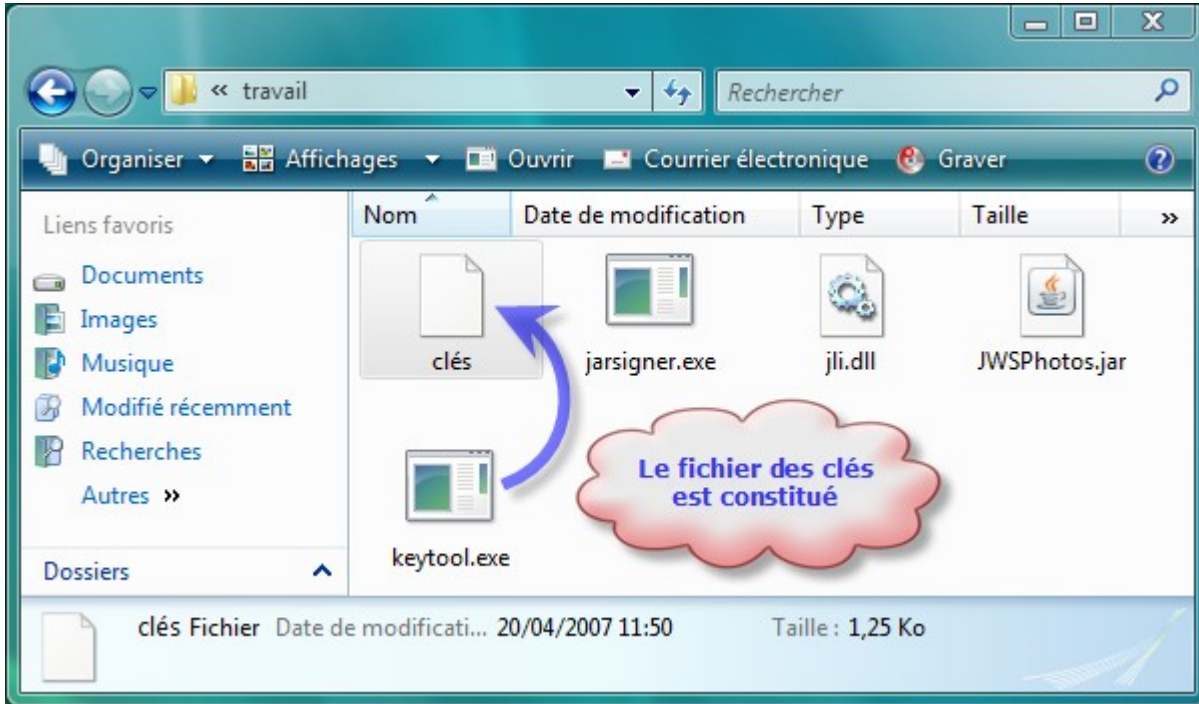 « travail
Rechercher
Organiser
Affichages
Ouvrir
Courrier électronique
Graver
Liens favoris
Documents
Images
Musique
Modifié récemment
Recherches
Autres »
Dossiers
Nom
Date de modification
Type
Taille
»
clés
jarsigner.exe
jli.dll
JWSPhotos.jar
keytool.exe
Le fichier des clés
est constitué
clés Fichier Date de modificati... 20/04/2007 11:50 Taille : 1,25 Ko